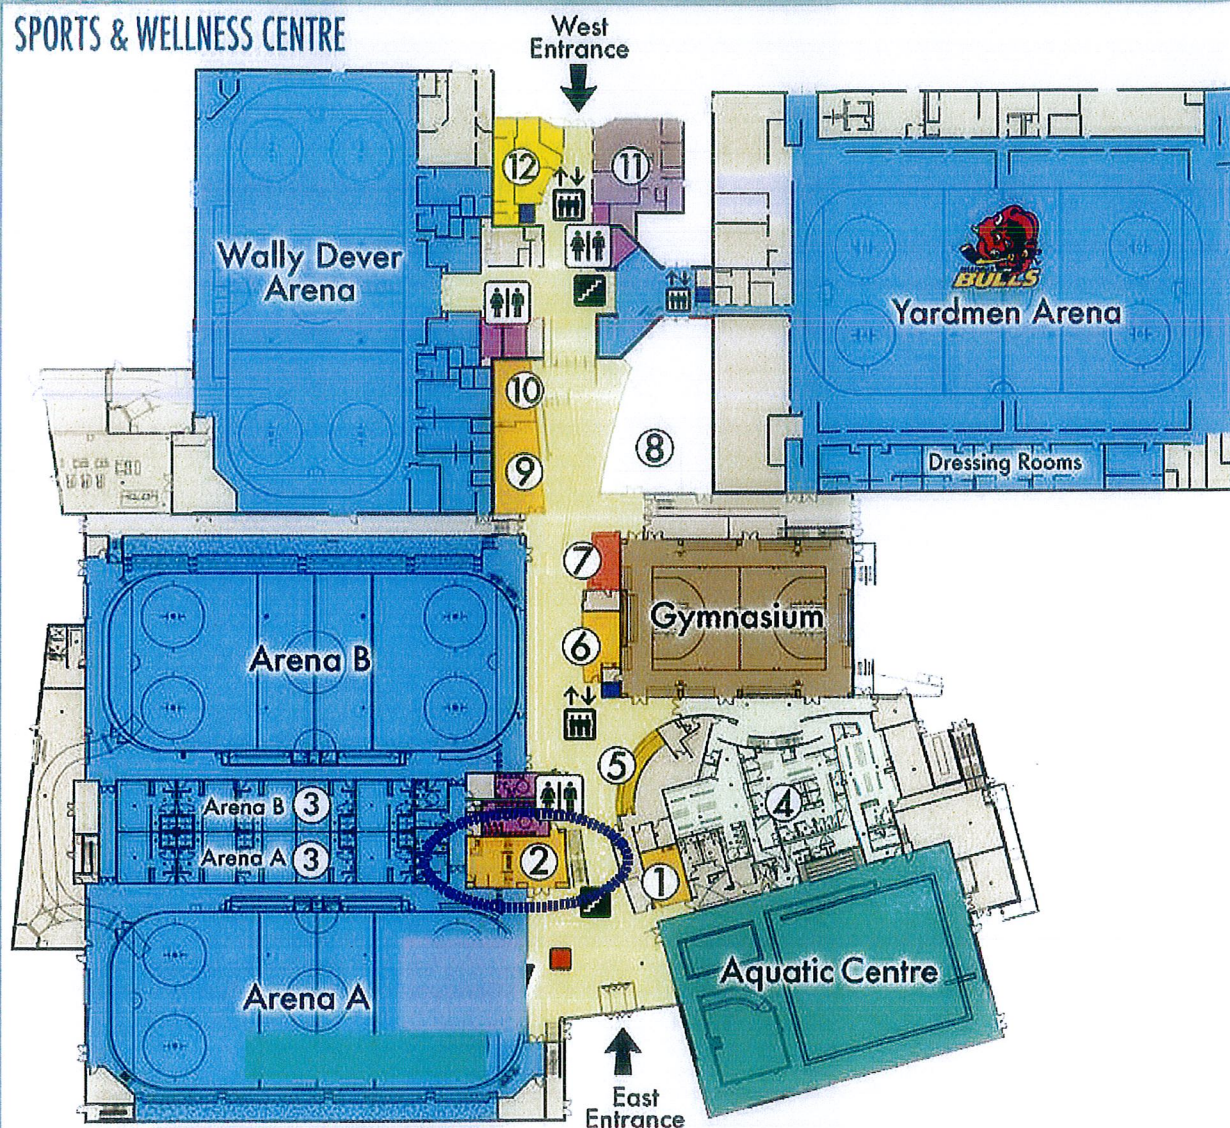 SPORTS & WELLNESS CENTRE
West
Entrance
12
11
Wally Dever
Arena
BULLS
Yardmen Arena
10
9
8
Dressing Rooms
7
Gymnasium
6
Arena B
5
Arena B 3
4
Arena A 3
2
1
Aquatic Centre
Arena A
East
Entrance